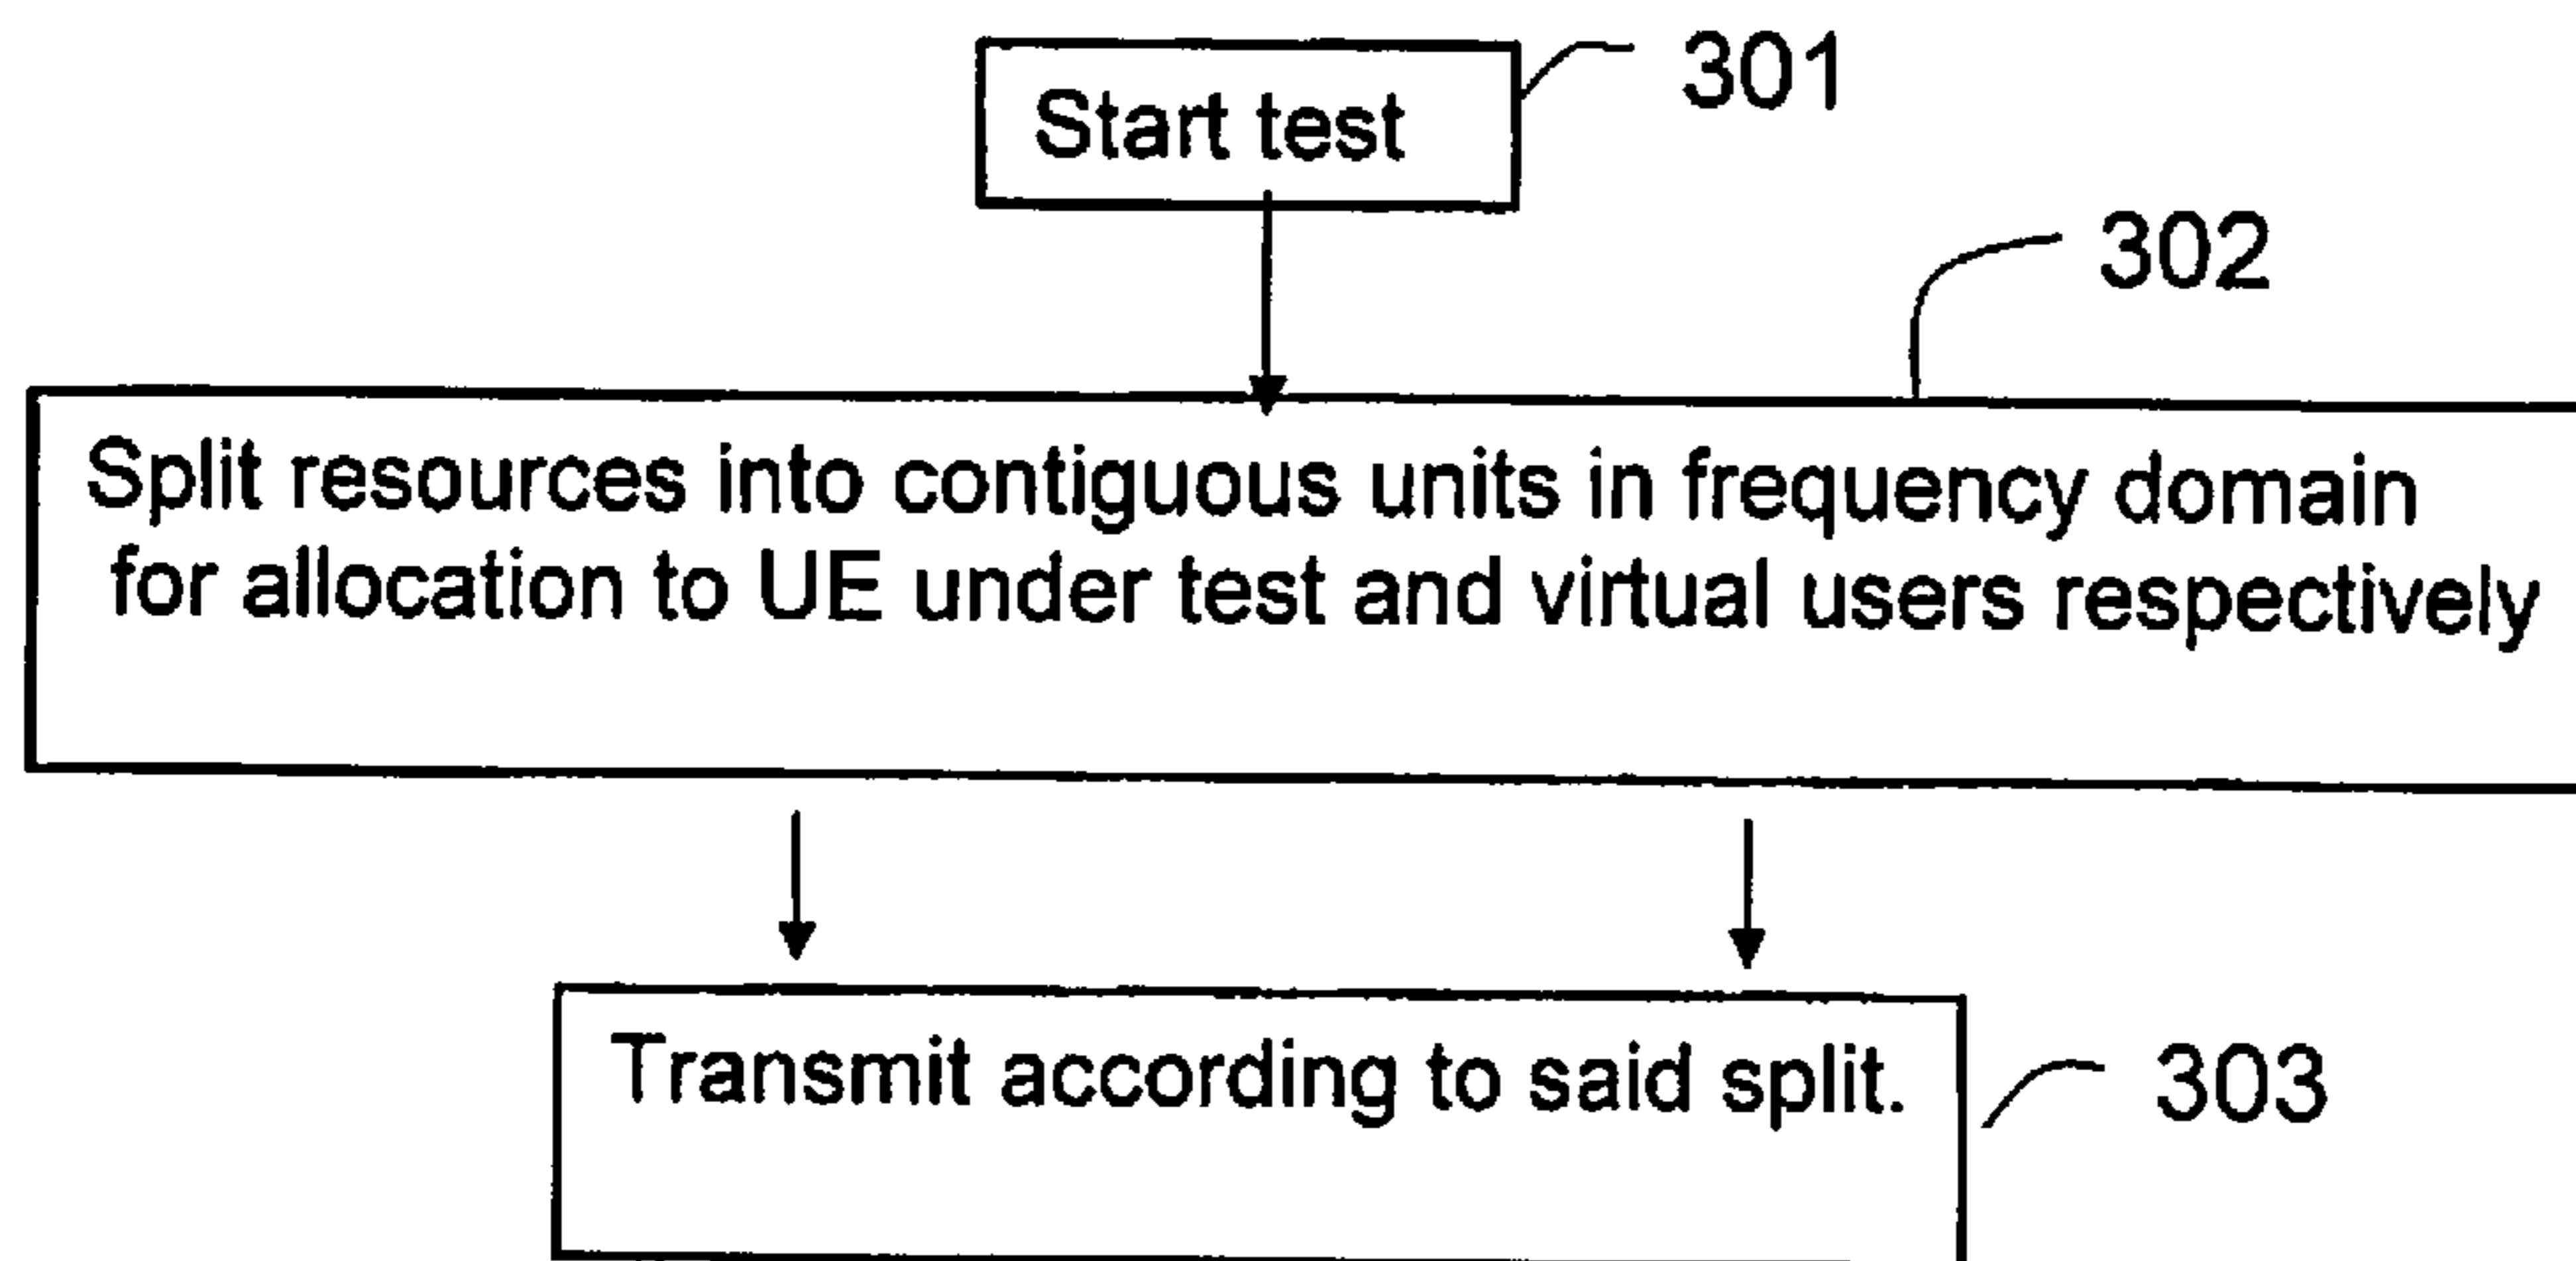 Start test
301
302
Split resources into contiguous units in frequency domain
for allocation to UE under test and virtual users respectively
Transmit according to said split.
303